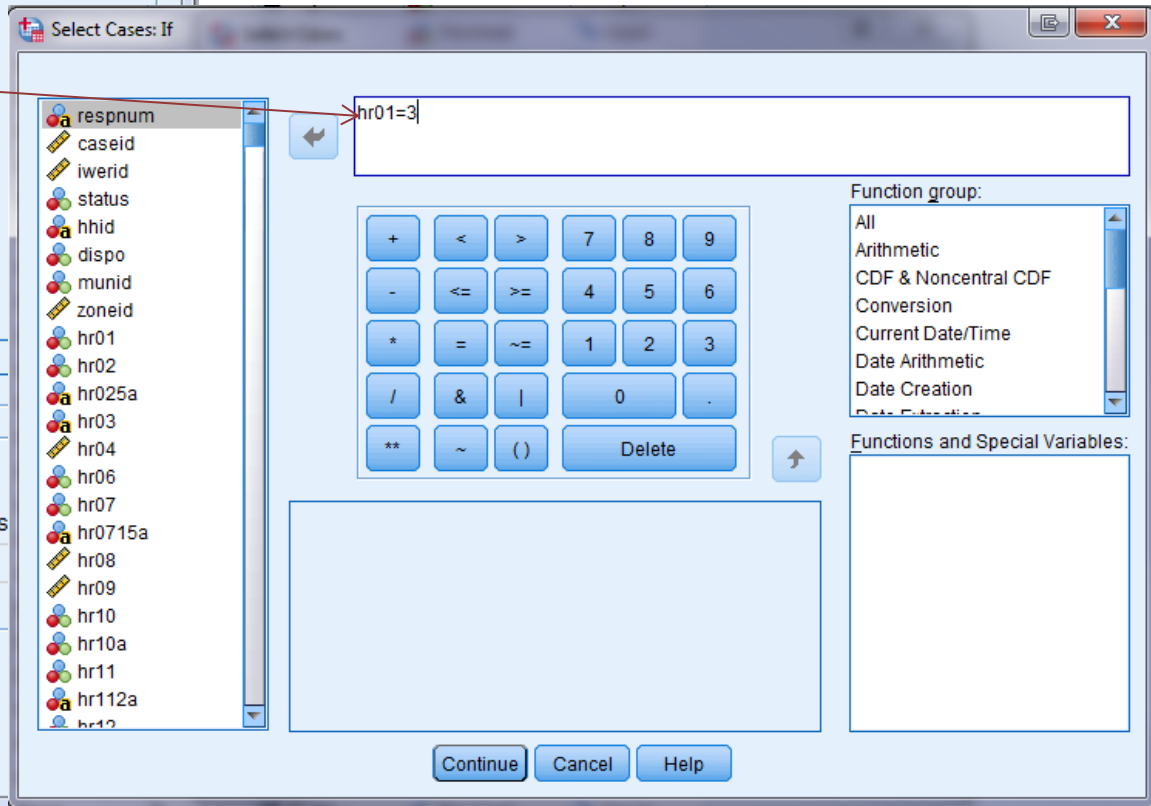 Select Cases: If
hr01=3
respnum
caseid
iwerid
status
hhid
dispo
munid
zoneid
hr01
hr02
hr025a
hr03
hr04
hr06
hr07
hr0715a
hr08
hr09
hr10
hr10a
hr11
hr112a
hr12
+ < > 7 8 9
- <= >= 4 5 6
* = ~= 1 2 3
/ & | 0 .
** ~ ( ) Delete
Function group:
All
Arithmetic
CDF & Noncentral CDF
Conversion
Current Date/Time
Date Arithmetic
Date Creation
Date Extraction
Functions and Special Variables:
Continue Cancel Help
s